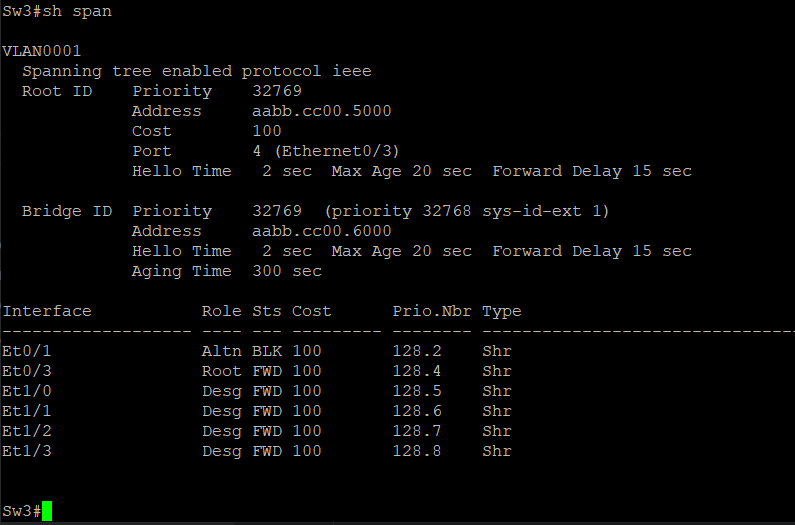 Sw3#sh span
VLAN0001
  Spanning tree enabled protocol ieee
  Root ID    Priority    32769
             Address     aabb.cc00.5000
             Cost        100
             Port        4 (Ethernet0/3)
             Hello Time   2 sec  Max Age 20 sec  Forward Delay 15 sec
  Bridge ID  Priority    32769  (priority 32768 sys-id-ext 1)
             Address     aabb.cc00.6000
             Hello Time   2 sec  Max Age 20 sec  Forward Delay 15 sec
             Aging Time  300 sec
Interface           Role Sts Cost      Prio.Nbr Type
------------------- ---- --- --------- -------- --------------------------------
Et0/1               Altn BLK 100       128.2    Shr
Et0/3               Root FWD 100       128.4    Shr
Et1/0               Desg FWD 100       128.5    Shr
Et1/1               Desg FWD 100       128.6    Shr
Et1/2               Desg FWD 100       128.7    Shr
Et1/3               Desg FWD 100       128.8    Shr
Sw3#